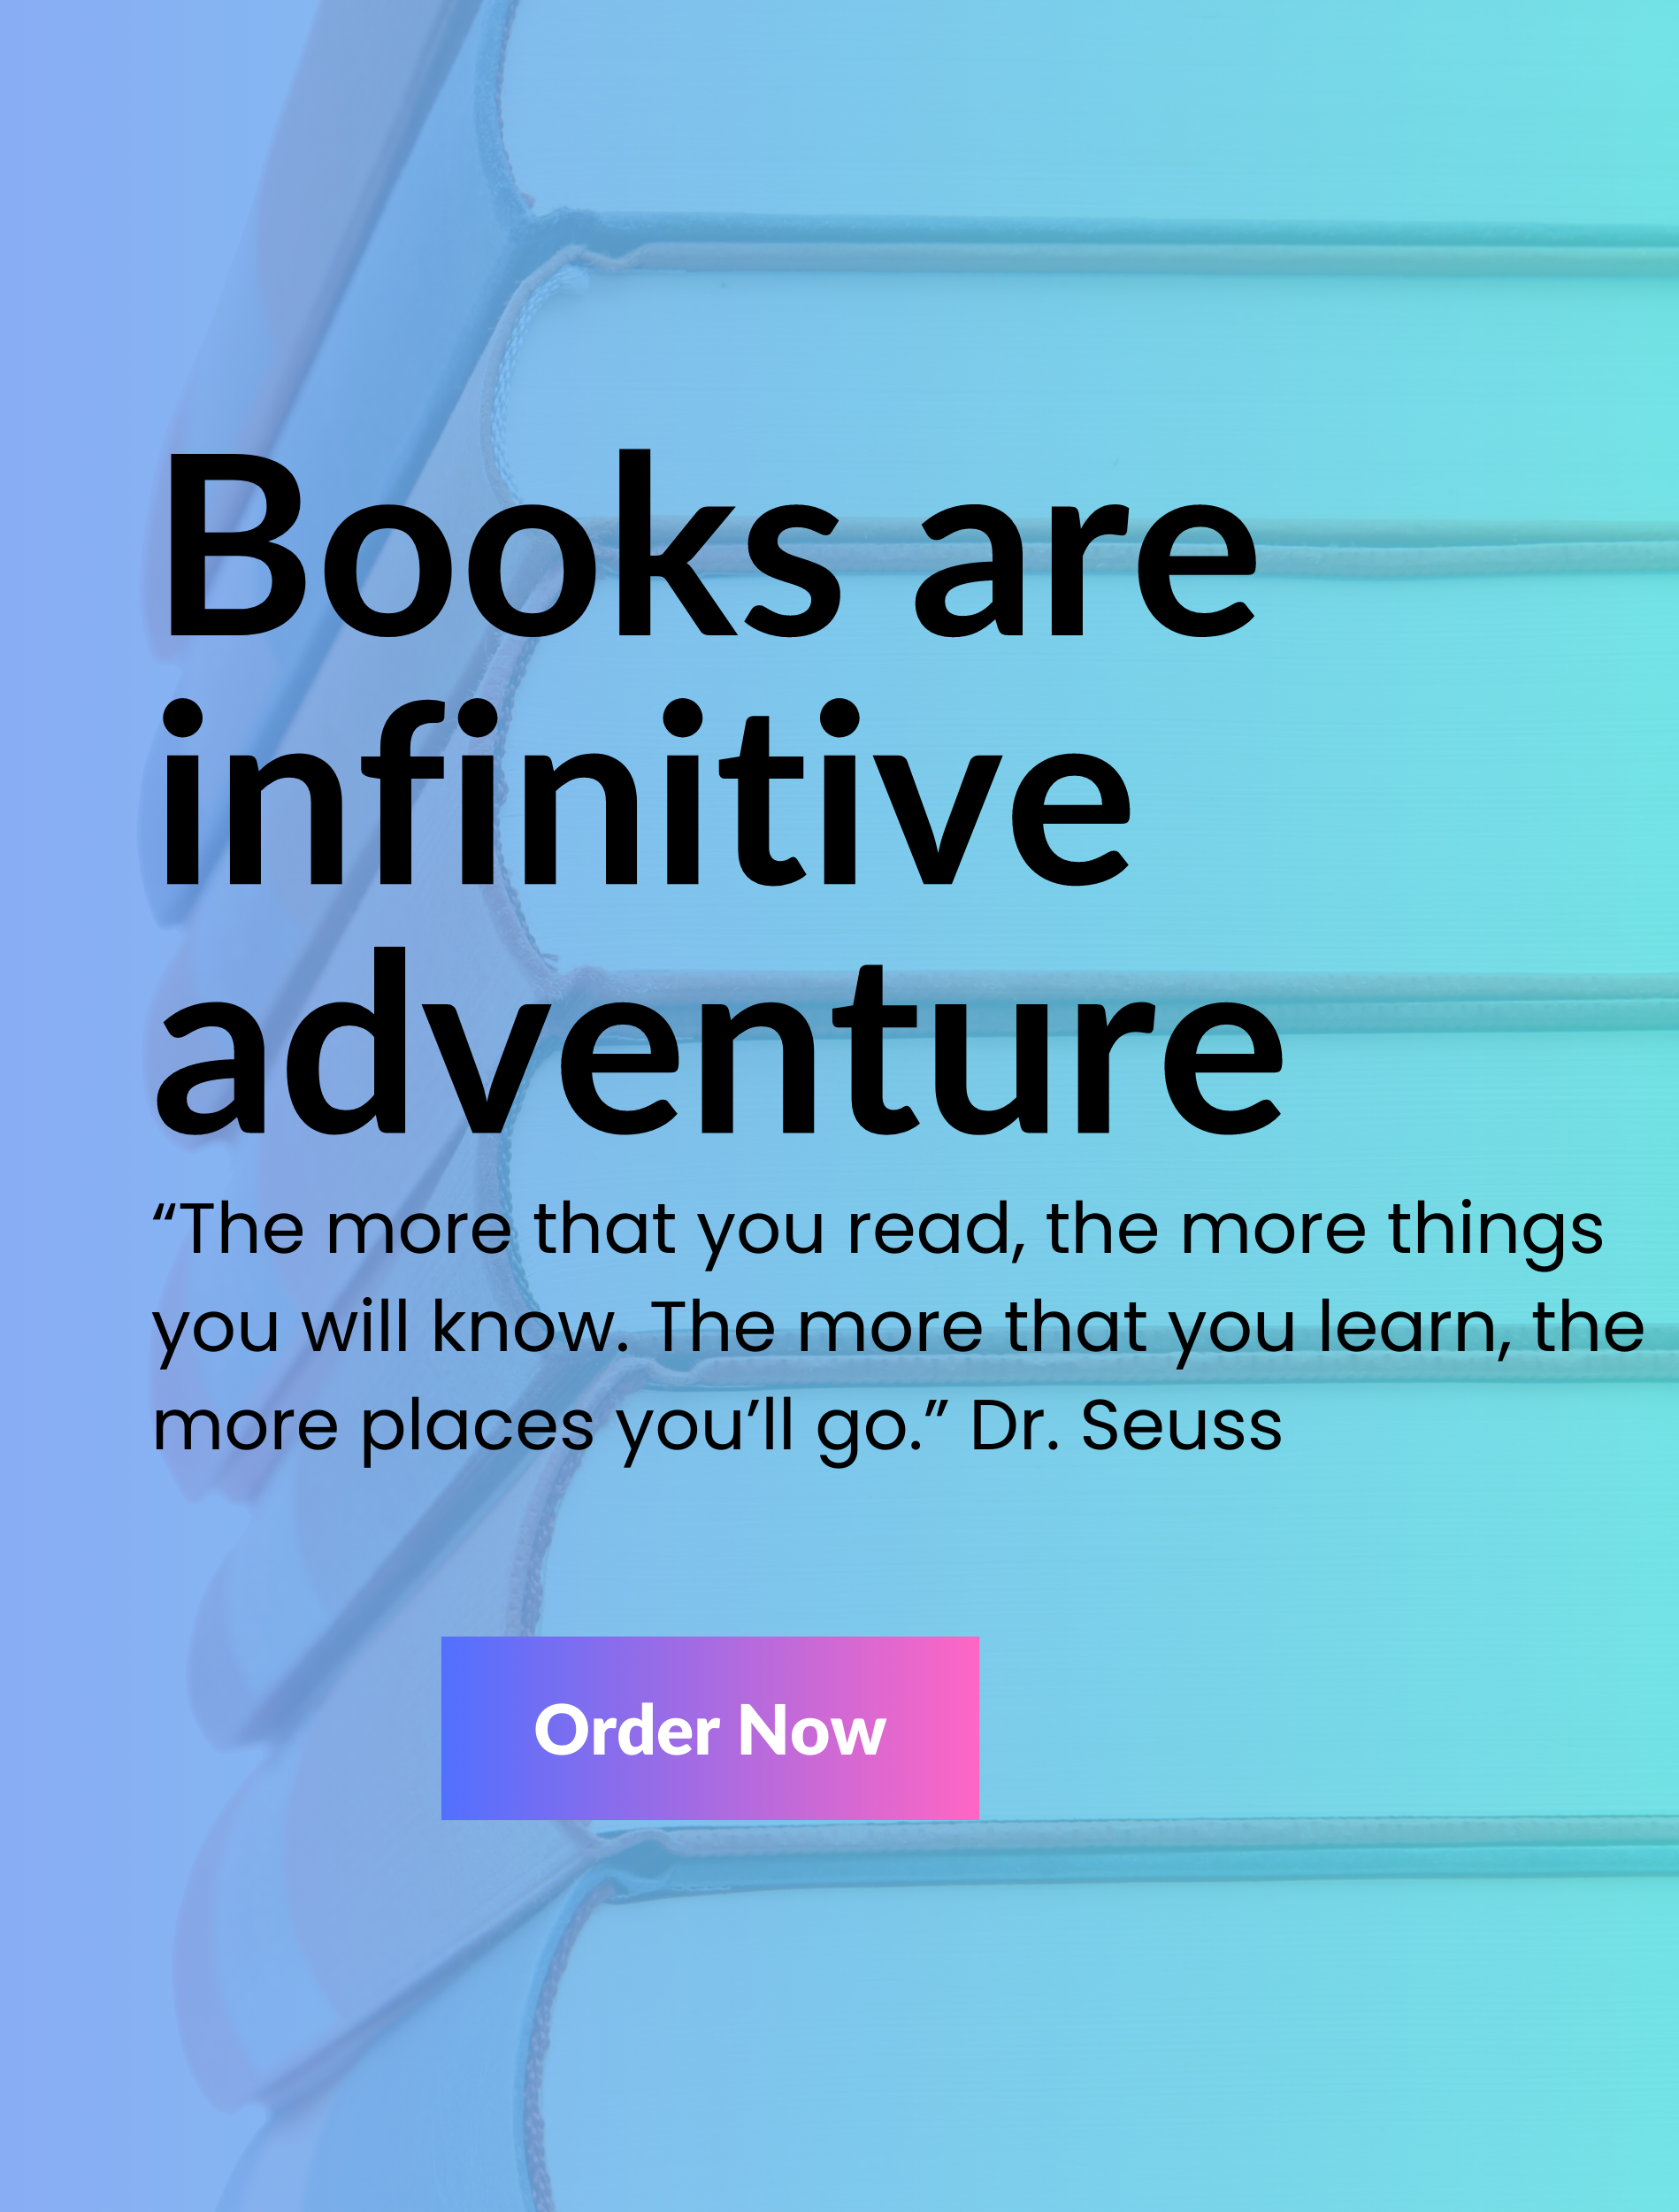 Books are
infinitive
adventure
“The more that you read, the more things
you will know. The more that you learn, the
more places you’ll go.” Dr. Seuss
Order Now